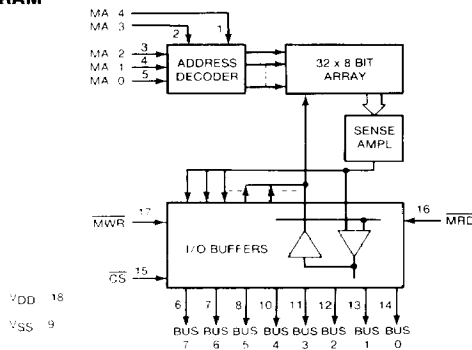 RAM
MA 4
MA 3
2
1
MA 2 3
MA 1 4
MA 0 5
ADDRESS
DECODER
32 x 8 BIT
ARRAY
SENSE
AMPL
MWR 17
16 MRD
I/O BUFFERS
CS 15
VDD 18
VSS 9
6 7 8 10 11 12 13 14
BUS BUS BUS BUS BUS BUS BUS BUS
7 6 5 4 3 2 1 0